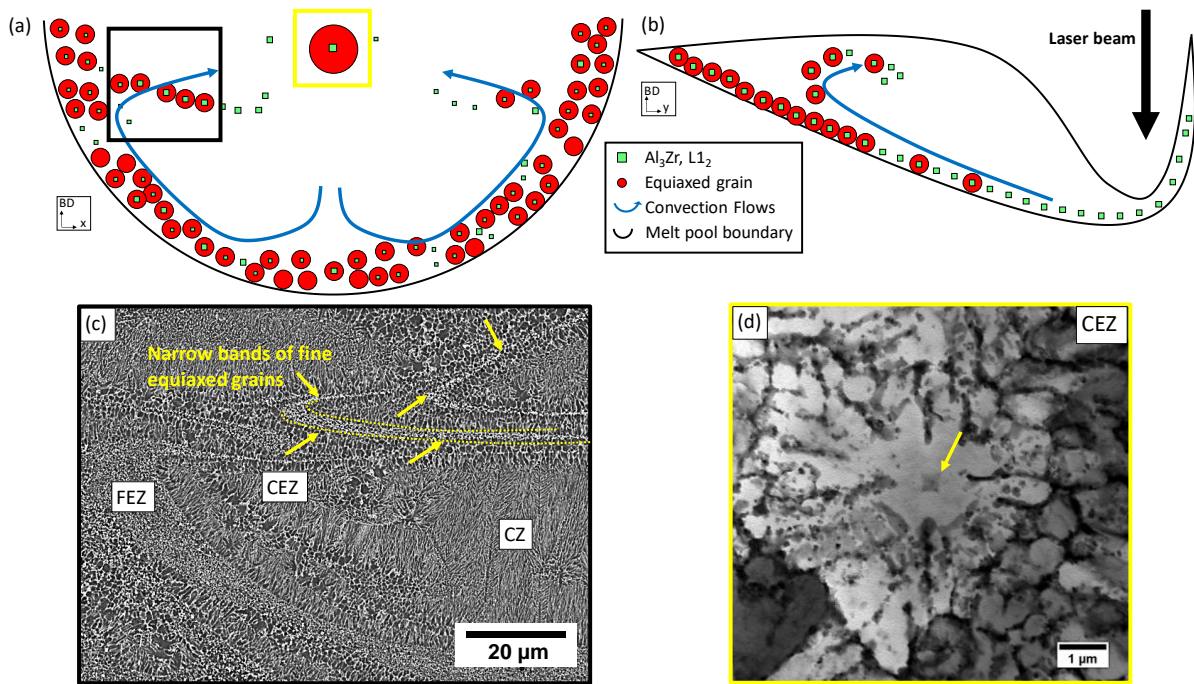 (a)
BD
x
(b)
Laser beam
BD
y
Al₃Zr, L1₂
Equiaxed grain
Convection Flows
Melt pool boundary
(c)
Narrow bands of fine
equiaxed grains
FEZ
CEZ
CZ
20 µm
(d)
CEZ
1 µm